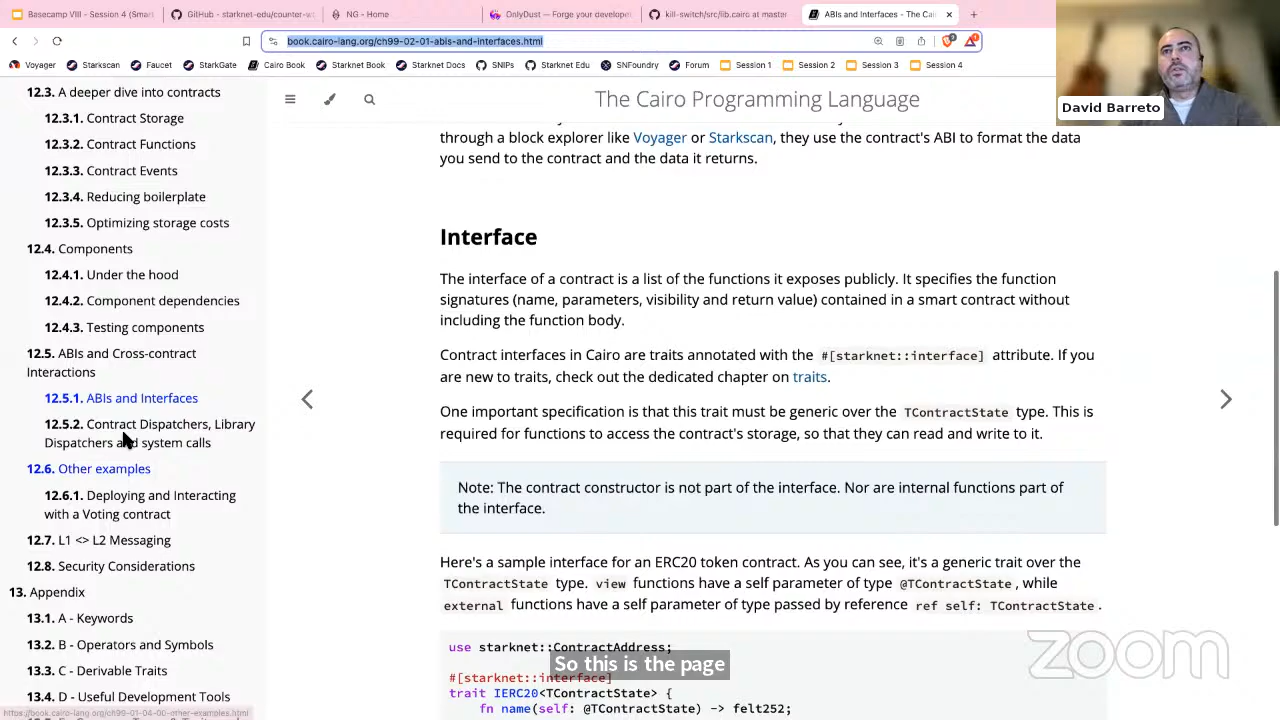 Basecamp VIII - Session 4 (Smart
GitHub - starknet-edu/counter-w
NG - Home
OnlyDust — Forge your develop
kill-switch/src/lib.cairo at master
ABIs and Interfaces - The Cai
book.cairo-lang.org/ch99-02-01-abis-and-interfaces.html
Voyager
Starkscan
Faucet
StarkGate
Cairo Book
Starknet Book
Starknet Docs
SNIPs
Starknet Edu
SNFoundry
Forum
Session 1
Session 2
Session 3
Session 4
David Barreto
12.3. A deeper dive into contracts
12.3.1. Contract Storage
12.3.2. Contract Functions
12.3.3. Contract Events
12.3.4. Reducing boilerplate
12.3.5. Optimizing storage costs
12.4. Components
12.4.1. Under the hood
12.4.2. Component dependencies
12.4.3. Testing components
12.5. ABIs and Cross-contract
Interactions
12.5.1. ABIs and Interfaces
12.5.2. Contract Dispatchers, Library
Dispatchers and system calls
12.6. Other examples
12.6.1. Deploying and Interacting
with a Voting contract
12.7. L1 <> L2 Messaging
12.8. Security Considerations
13. Appendix
13.1. A - Keywords
13.2. B - Operators and Symbols
13.3. C - Derivable Traits
13.4. D - Useful Development Tools
The Cairo Programming Language
through a block explorer like Voyager or Starkscan, they use the contract's ABI to format the data
you send to the contract and the data it returns.
Interface
The interface of a contract is a list of the functions it exposes publicly. It specifies the function
signatures (name, parameters, visibility and return value) contained in a smart contract without
including the function body.
Contract interfaces in Cairo are traits annotated with the #[starknet::interface] attribute. If you
are new to traits, check out the dedicated chapter on traits.
One important specification is that this trait must be generic over the TContractState type. This is
required for functions to access the contract's storage, so that they can read and write to it.
Note: The contract constructor is not part of the interface. Nor are internal functions part of
the interface.
Here's a sample interface for an ERC20 token contract. As you can see, it's a generic trait over the
TContractState type. view functions have a self parameter of type @TContractState, while
external functions have a self parameter of type passed by reference ref self: TContractState.
use starknet::ContractAddress;
#[starknet::interface]
trait IERC20<TContractState> {
fn name(self: @TContractState) -> felt252;
So this is the page
zoom